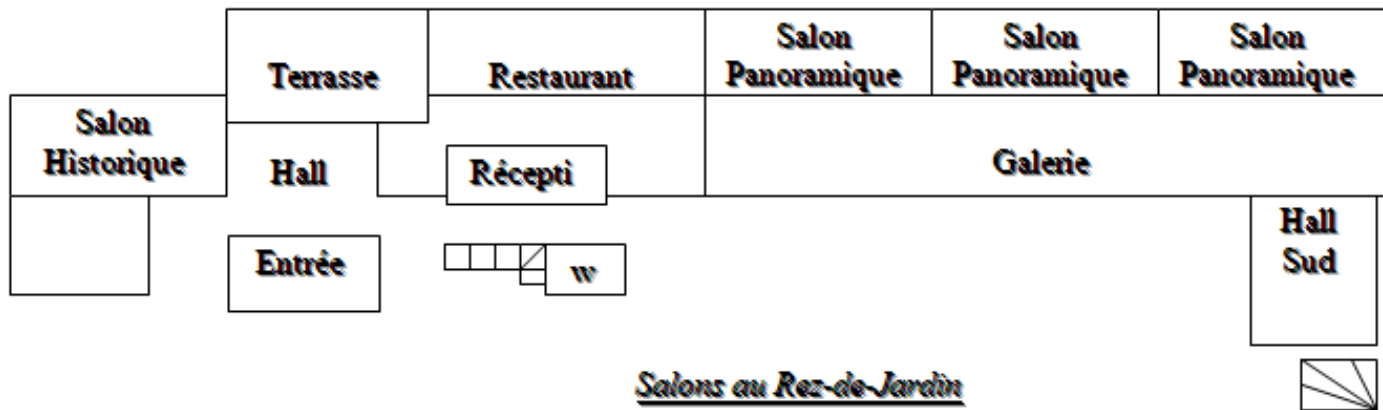 Terrasse
Restaurant
Salon
Panoramique
Salon
Panoramique
Salon
Panoramique
Salon
Historique
Hall
Récepti
Galerie
Entrée
w
Hall
Sud
Salons au Rez-de-Jardin